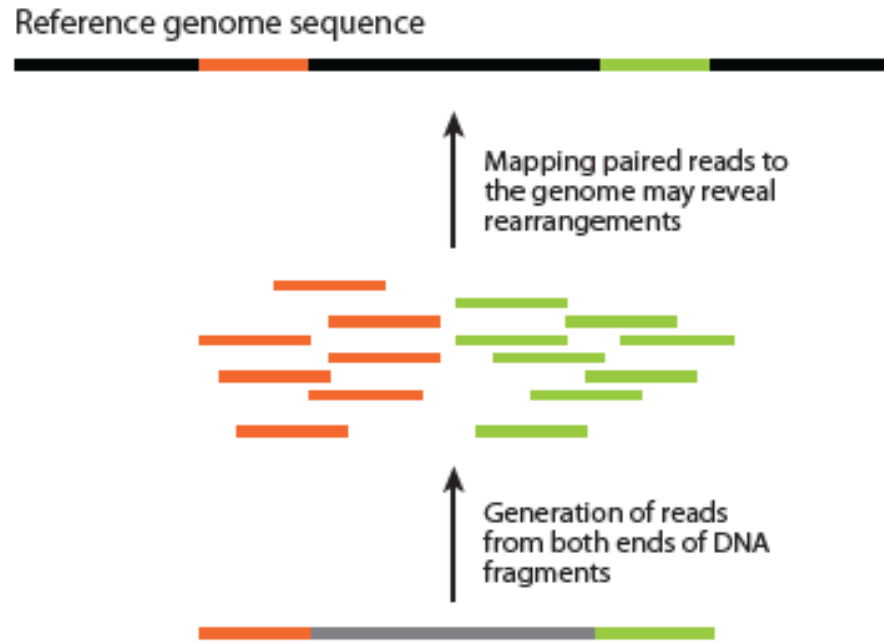 Reference genome sequence
Mapping paired reads to
the genome may reveal
rearrangements
Generation of reads
from both ends of DNA
fragments